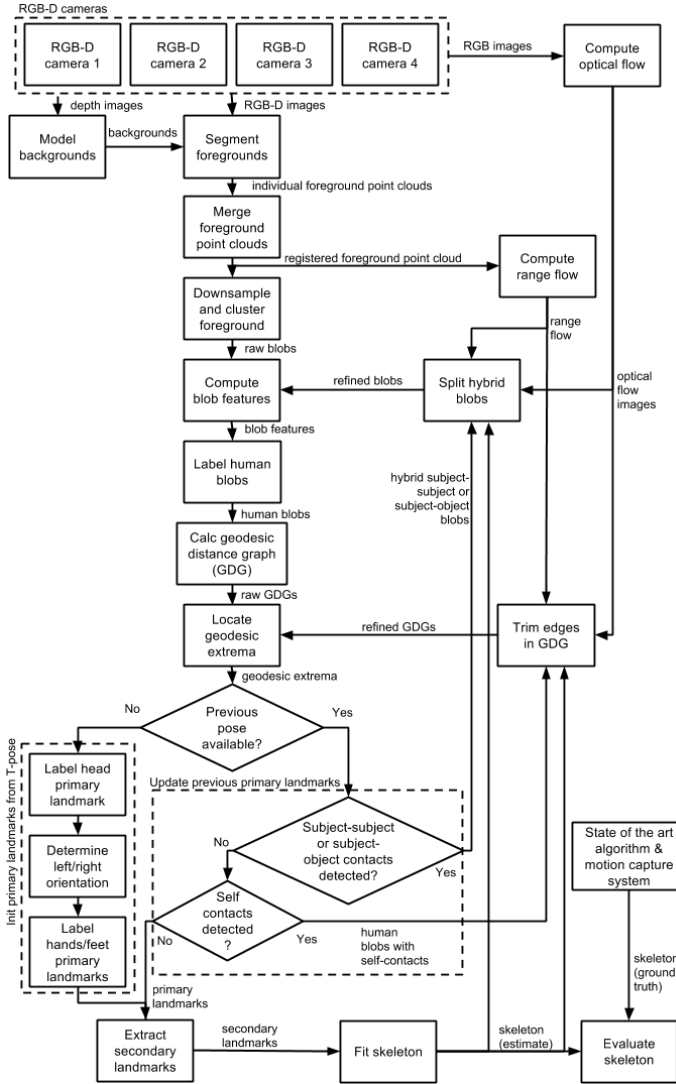 RGB-D cameras
RGB-D
camera 1
RGB-D
camera 2
RGB-D
camera 3
RGB-D
camera 4
RGB images
Compute
optical flow
depth images
RGB-D images
Model
backgrounds
backgrounds
Segment
foregrounds
individual foreground point clouds
Merge
foreground
point clouds
registered foreground point cloud
Compute
range flow
Downsample
and cluster
foreground
range
flow
raw blobs
Compute
blob features
refined blobs
Split hybrid
blobs
optical
flow
images
blob features
Label human
blobs
hybrid subject-
subject or
subject-object
blobs
human blobs
Calc geodesic
distance graph
(GDG)
raw GDGs
Locate
geodesic
extrema
refined GDGs
Trim edges
in GDG
geodesic extrema
No
Previous
pose
available?
Yes
Init primary landmarks from T-pose
Label head
primary
landmark
Determine
left/right
orientation
Label
hands/feet
primary
landmarks
Update previous primary landmarks
No
Subject-subject
or subject-
object contacts
detected?
Yes
Self
contacts
detected
?
No
Yes
human
blobs with
self-contacts
State of the art
algorithm &
motion capture
system
skeleton
(ground
truth)
primary
landmarks
Extract
secondary
landmarks
secondary
landmarks
Fit skeleton
skeleton
(estimate)
Evaluate
skeleton